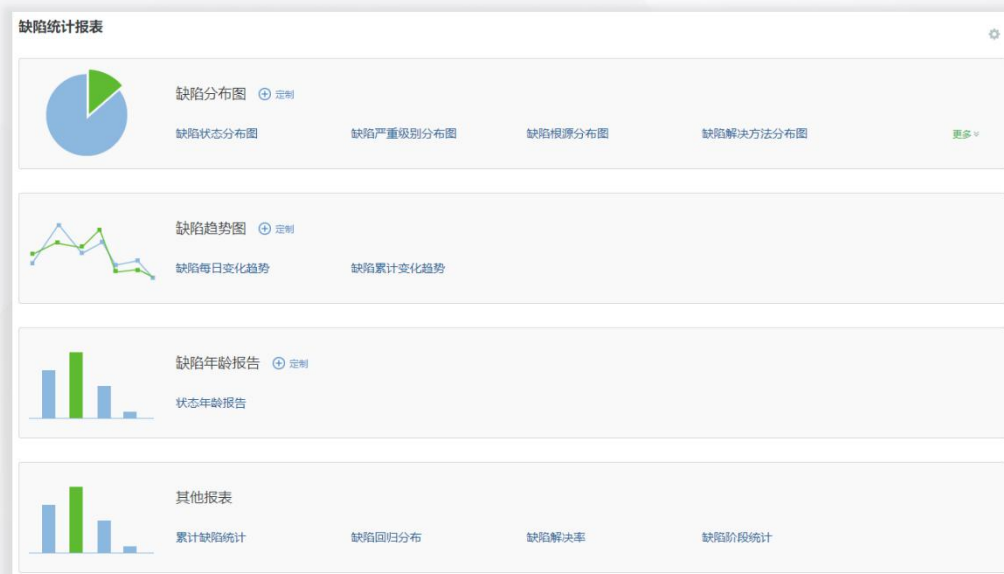 缺陷统计报表
缺陷分布图 定制
缺陷状态分布图 缺陷严重级别分布图 缺陷根源分布图 缺陷解决方法分布图 更多
缺陷趋势图 定制
缺陷每日变化趋势 缺陷累计变化趋势
缺陷年龄报告 定制
状态年龄报告
其他报表
累计缺陷统计 缺陷回归分布 缺陷解决率 缺陷阶段统计